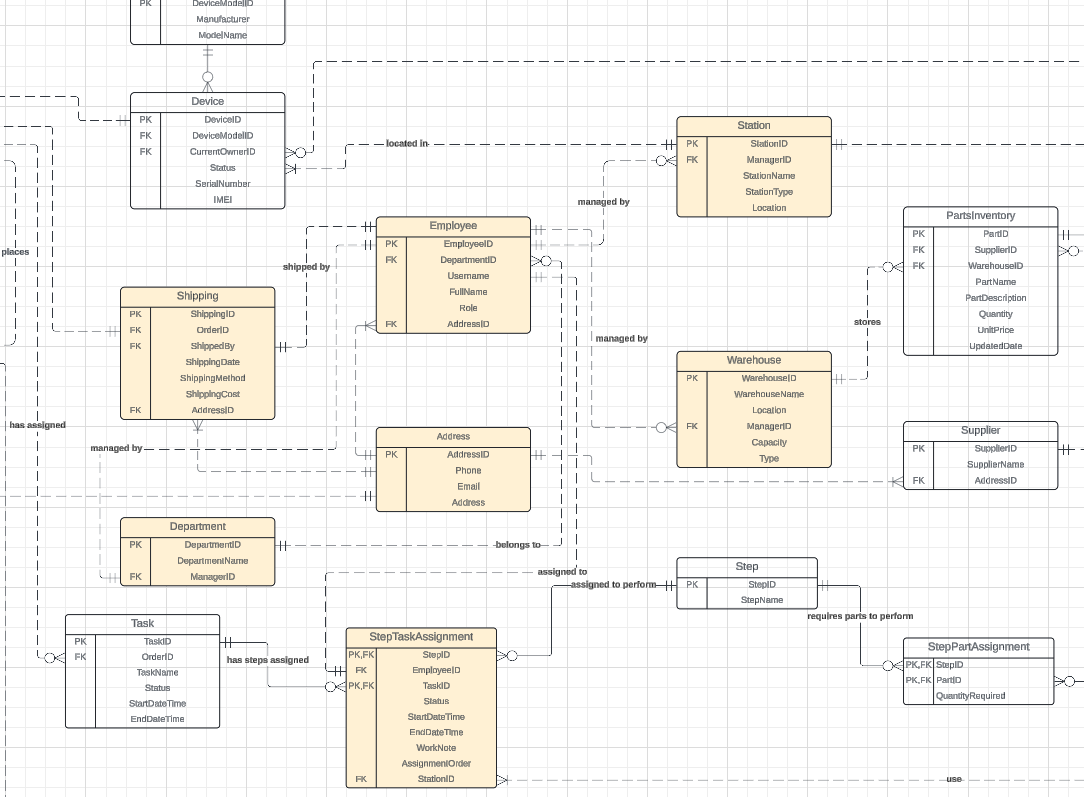 PK DeviceModelID
Manufacturer
ModelName
Device
PK DeviceID
FK DeviceModelID
FK CurrentOwnerID
Status
SerialNumber
IMEI
located in
Station
PK StationID
FK ManagerID
StationName
StationType
Location
managed by
PartsInventory
PK PartID
FK SupplierID
FK WarehouseID
PartName
PartDescription
Quantity
UnitPrice
UpdatedDate
places
Employee
PK EmployeeID
FK DepartmentID
Username
FullName
Role
FK AddressID
shipped by
Shipping
PK ShippingID
FK OrderID
FK ShippedBy
ShippingDate
ShippingMethod
ShippingCost
FK AddressID
stores
managed by
Warehouse
PK WarehouseID
WarehouseName
Location
FK ManagerID
Capacity
Type
has assigned
managed by
Address
PK AddressID
Phone
Email
Address
Supplier
PK SupplierID
SupplierName
FK AddressID
Department
PK DepartmentID
DepartmentName
FK ManagerID
belongs to
assigned to
assigned to perform
Step
PK StepID
StepName
requires parts to perform
Task
PK TaskID
FK OrderID
TaskName
Status
StartDateTime
EndDateTime
has steps assigned
StepTaskAssignment
PK,FK StepID
FK EmployeeID
PK,FK TaskID
Status
StartDateTime
EndDateTime
WorkNote
AssignmentOrder
FK StationID
StepPartAssignment
PK,FK StepID
PK,FK PartID
QuantityRequired
use